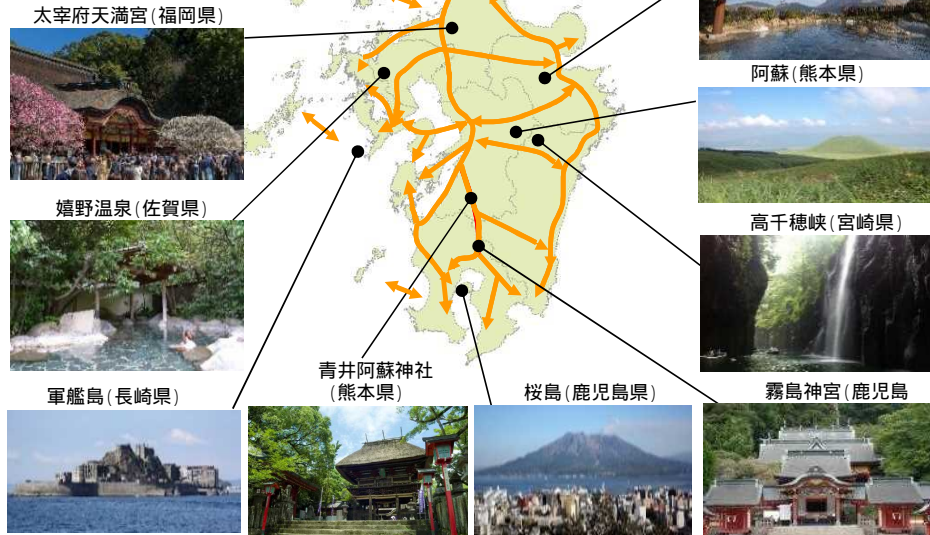 太宰府天満宮(福岡県)
阿蘇(熊本県)
嬉野温泉(佐賀県)
高千穂峡(宮崎県)
軍艦島(長崎県)
青井阿蘇神社
(熊本県)
桜島(鹿児島県)
霧島神宮(鹿児島